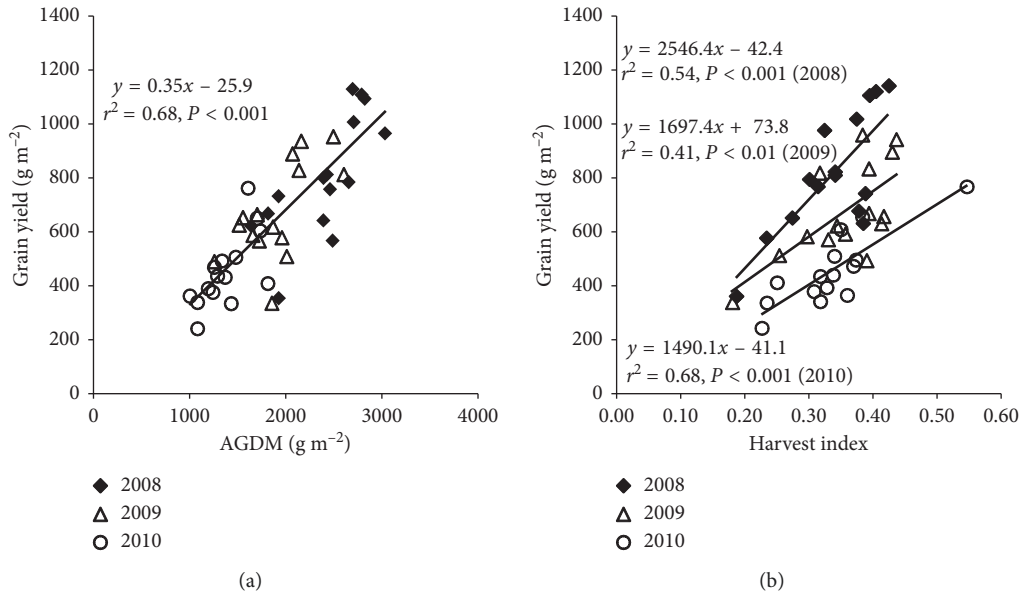 1400
1200
1000
800
600
400
200
0
Grain yield (g m−2)
y = 0.35x – 25.9
r2 = 0.68, P < 0.001
0 1000 2000 3000 4000
AGDM (g m−2)
2008
2009
2010
(a)
1400
1200
1000
800
600
400
200
0
Grain yield (g m−2)
y = 2546.4x – 42.4
r2 = 0.54, P < 0.001 (2008)
y = 1697.4x + 73.8
r2 = 0.41, P < 0.01 (2009)
y = 1490.1x – 41.1
r2 = 0.68, P < 0.001 (2010)
0.00 0.10 0.20 0.30 0.40 0.50 0.60
Harvest index
2008
2009
2010
(b)